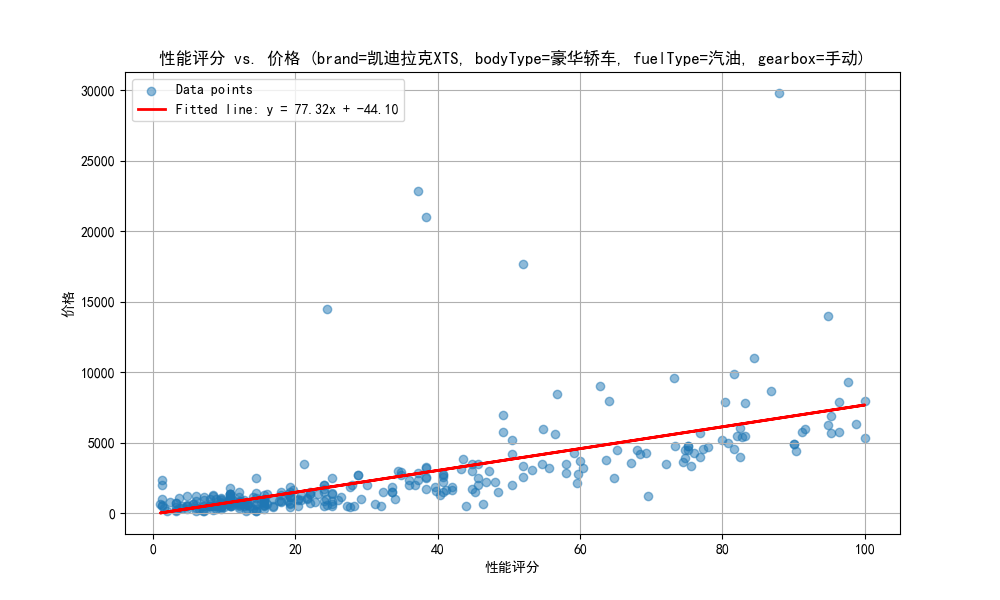 性能评分 vs. 价格 (brand=凯迪拉克XTS, bodyType=豪华轿车, fuelType=汽油, gearbox=手动)
Data points
Fitted line: y = 77.32x + -44.10
30000
25000
20000
15000
10000
5000
0
价格
0 20 40 60 80 100
性能评分